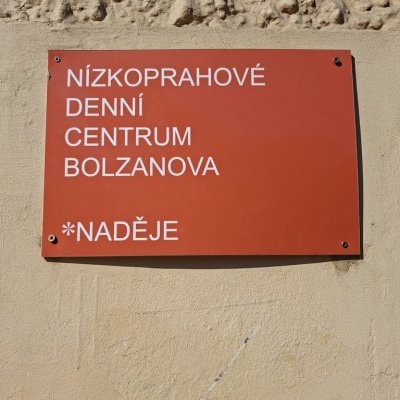 NÍZKOPRAHOVÉ
DENNÍ
CENTRUM
BOLZANOVA
*NADĚJE